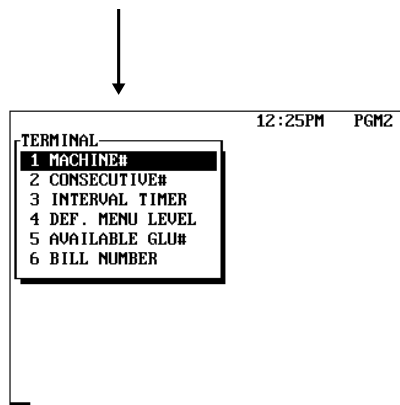 12:25PM PGM2
TERMINAL
1 MACHINE#
2 CONSECUTIVE#
3 INTERVAL TIMER
4 DEF. MENU LEVEL
5 AVAILABLE GLU#
6 BILL NUMBER